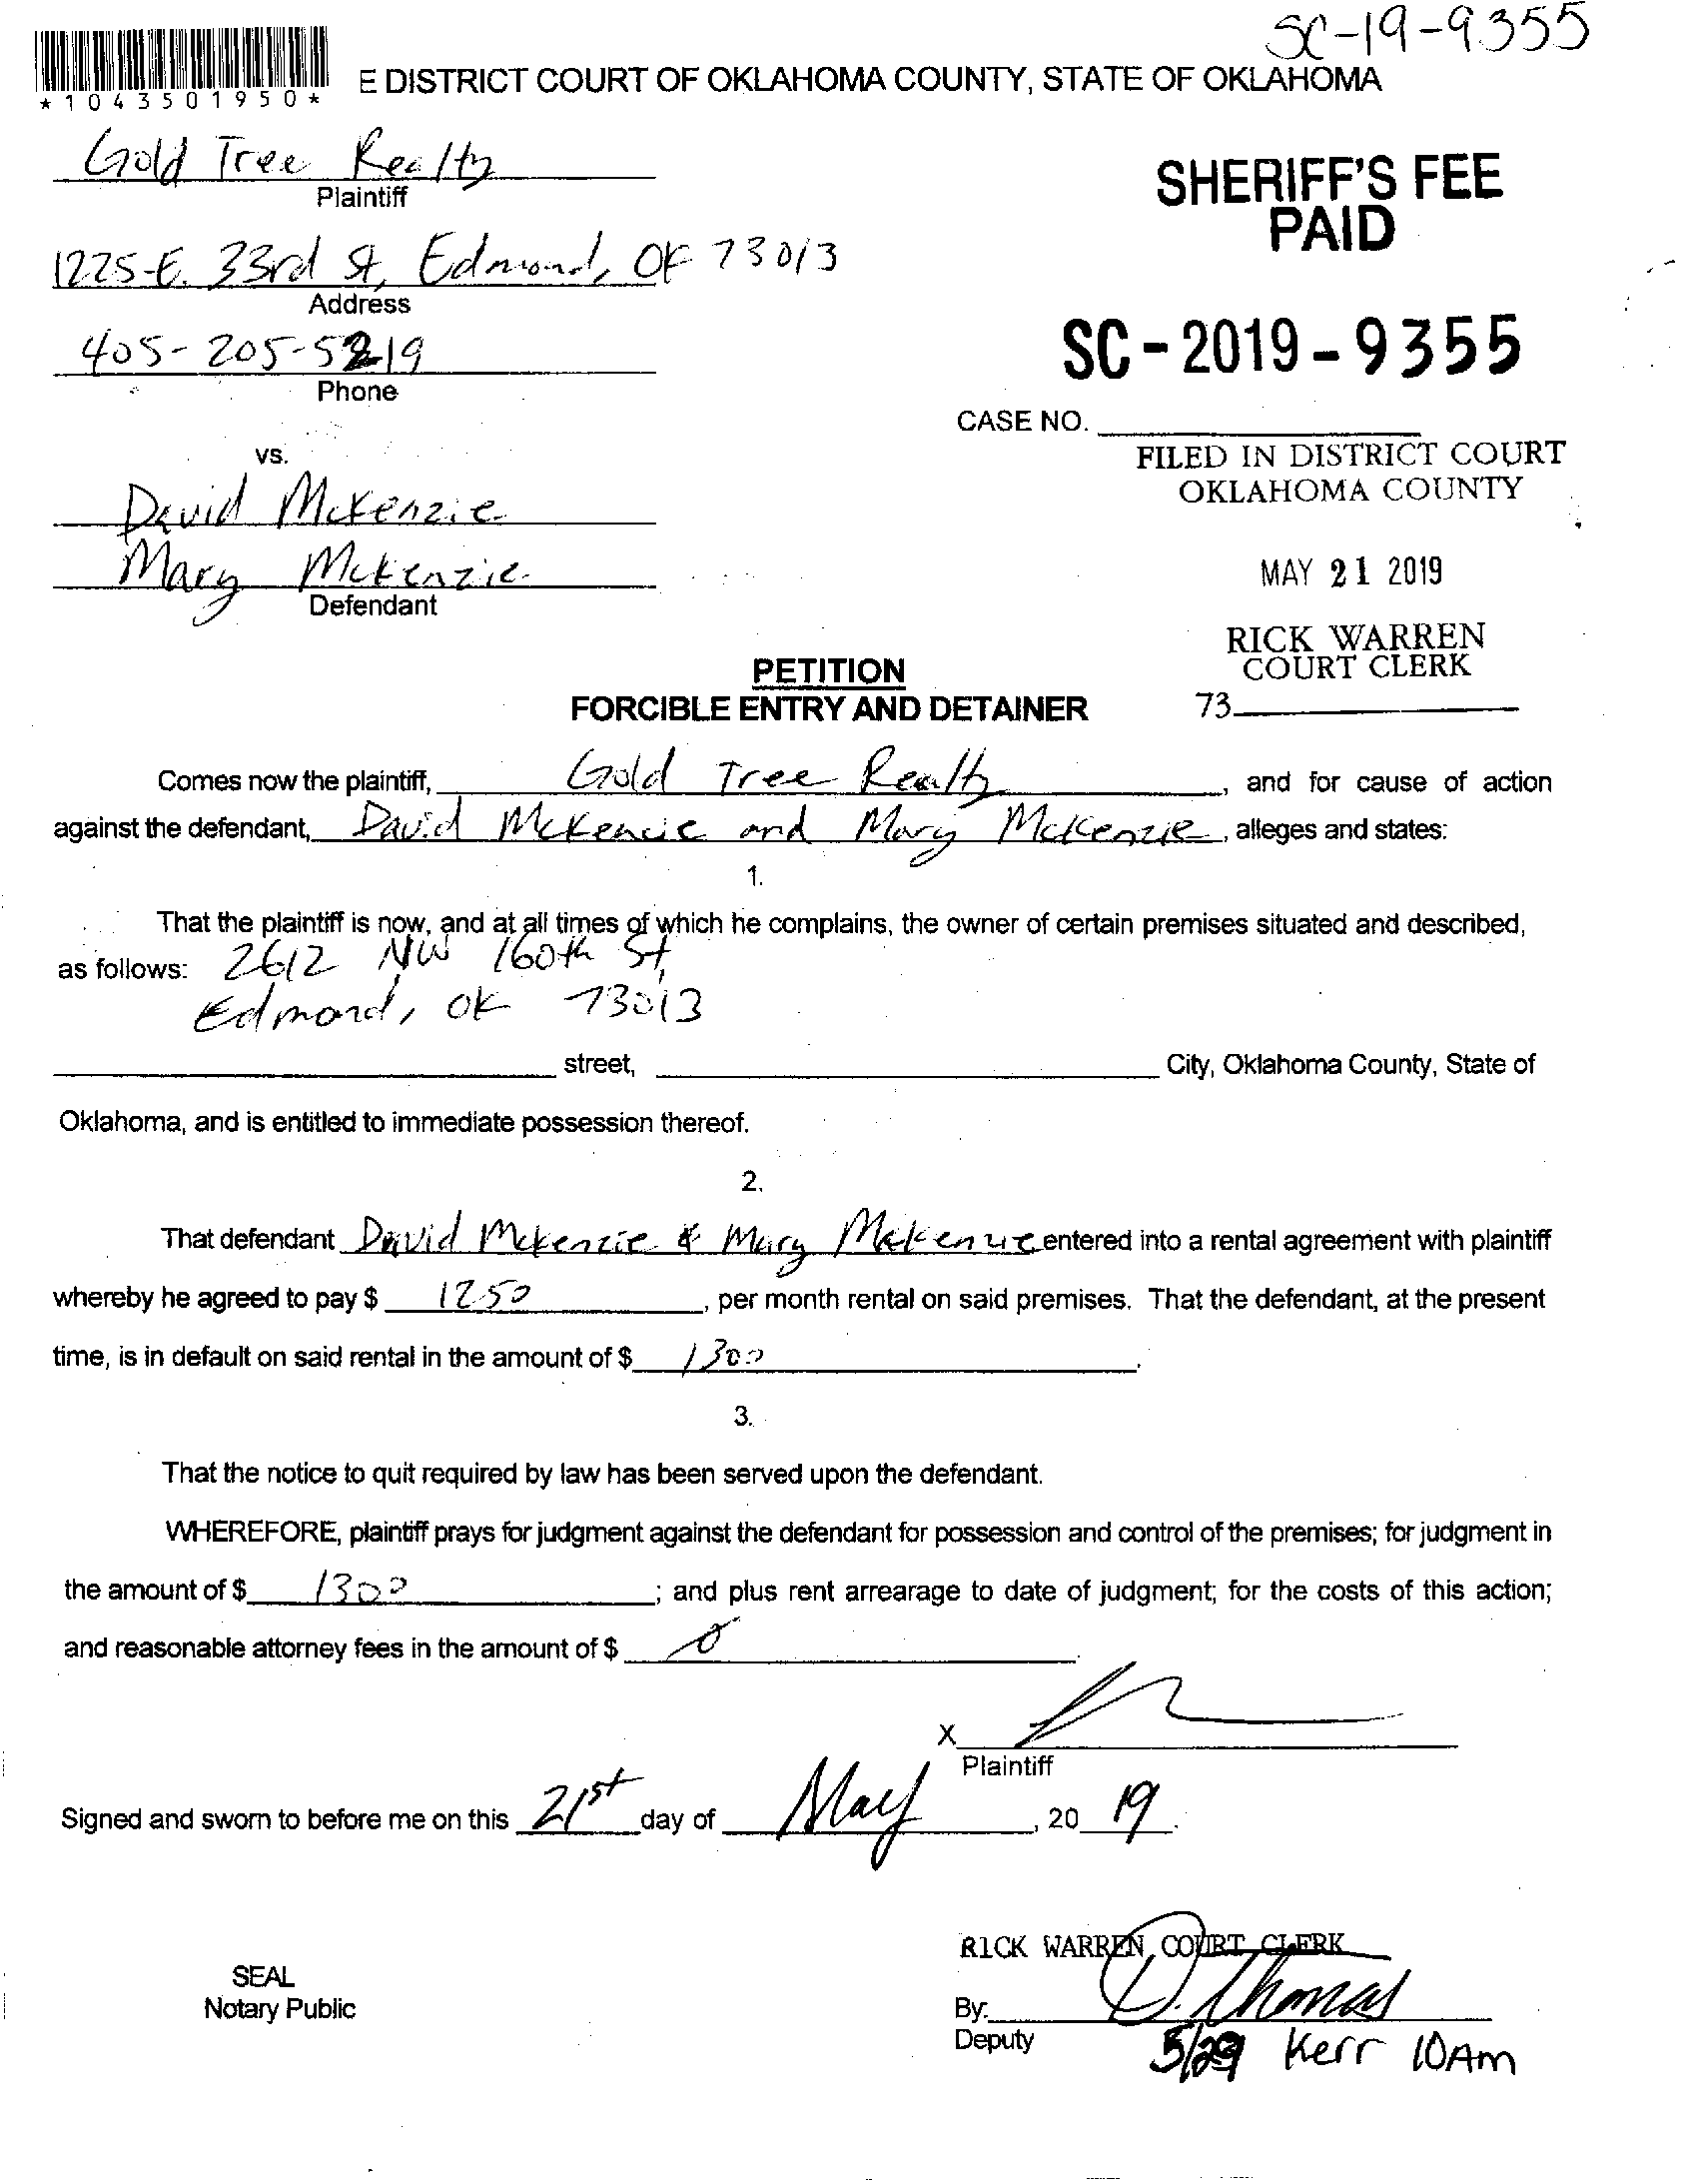 SC-19-9355
*1043501950*
E DISTRICT COURT OF OKLAHOMA COUNTY, STATE OF OKLAHOMA
Gold Tree Realty
Plaintiff
SHERIFF'S FEE
PAID
1225 E. 33rd St, Edmond, OK 73013
Address
405-205-5219
Phone
SC-2019-9355
CASE NO.
vs.
FILED IN DISTRICT COURT
OKLAHOMA COUNTY
David McKenzie
Mary McKenzie
Defendant
MAY 21 2019
RICK WARREN
COURT CLERK
73
PETITION
FORCIBLE ENTRY AND DETAINER
Comes now the plaintiff, Gold Tree Realty, and for cause of action
against the defendant, David McKenzie and Mary McKenzie, alleges and states:
1.
That the plaintiff is now, and at all times of which he complains, the owner of certain premises situated and described,
as follows: 2612 NW 160th St,
Edmond, OK 73013
street, City, Oklahoma County, State of
Oklahoma, and is entitled to immediate possession thereof.
2.
That defendant David McKenzie & Mary McKenzie entered into a rental agreement with plaintiff
whereby he agreed to pay $ 1250, per month rental on said premises. That the defendant, at the present
time, is in default on said rental in the amount of $ 1300.
3.
That the notice to quit required by law has been served upon the defendant.
WHEREFORE, plaintiff prays for judgment against the defendant for possession and control of the premises; for judgment in
the amount of $ 1300; and plus rent arrearage to date of judgment; for the costs of this action;
and reasonable attorney fees in the amount of $ 0.
X
Plaintiff
Signed and sworn to before me on this 21st day of May, 20 19.
RICK WARREN, COURT CLERK
SEAL
Notary Public
By: D. Thomas
Deputy
5/29 Kerr 10AM